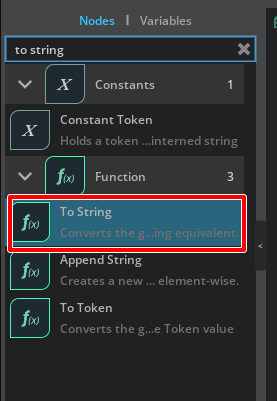 Nodes | Variables
to string
X Constants 1
X Constant Token
Holds a token ...interned string
f(x) Function 3
f(x) To String
Converts the g...ing equivalent.
f(x) Append String
Creates a new ... element-wise.
f(x) To Token
Converts the g...e Token value
<